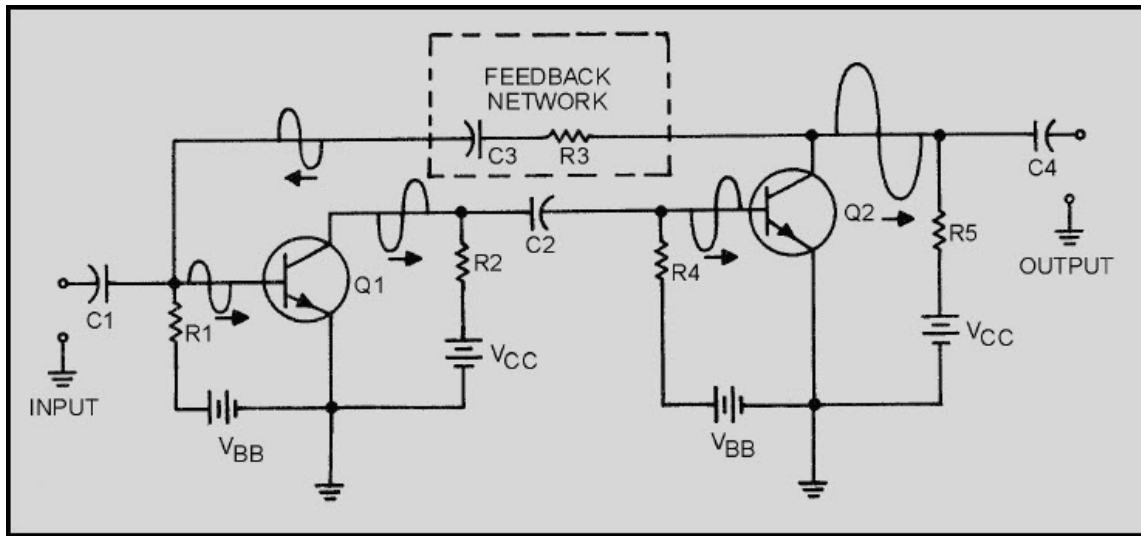 FEEDBACK
NETWORK
C3
R3
C4
Q2
C2
R2
R4
R5
OUTPUT
Q1
C1
R1
VCC
VCC
INPUT
VBB
VBB